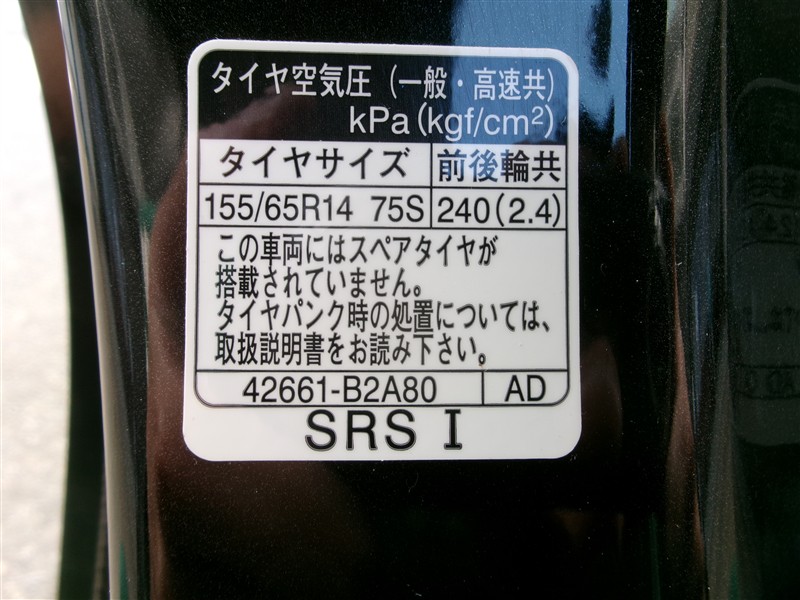 タイヤ空気圧（一般・高速共）
kPa(kgf/cm²)
タイヤサイズ 前後輪共
155/65R14 75S 240(2.4)
この車両にはスペアタイヤが
搭載されていません。
タイヤパンク時の処置については、
取扱説明書をお読み下さい。
42661-B2A80 AD
SRS I